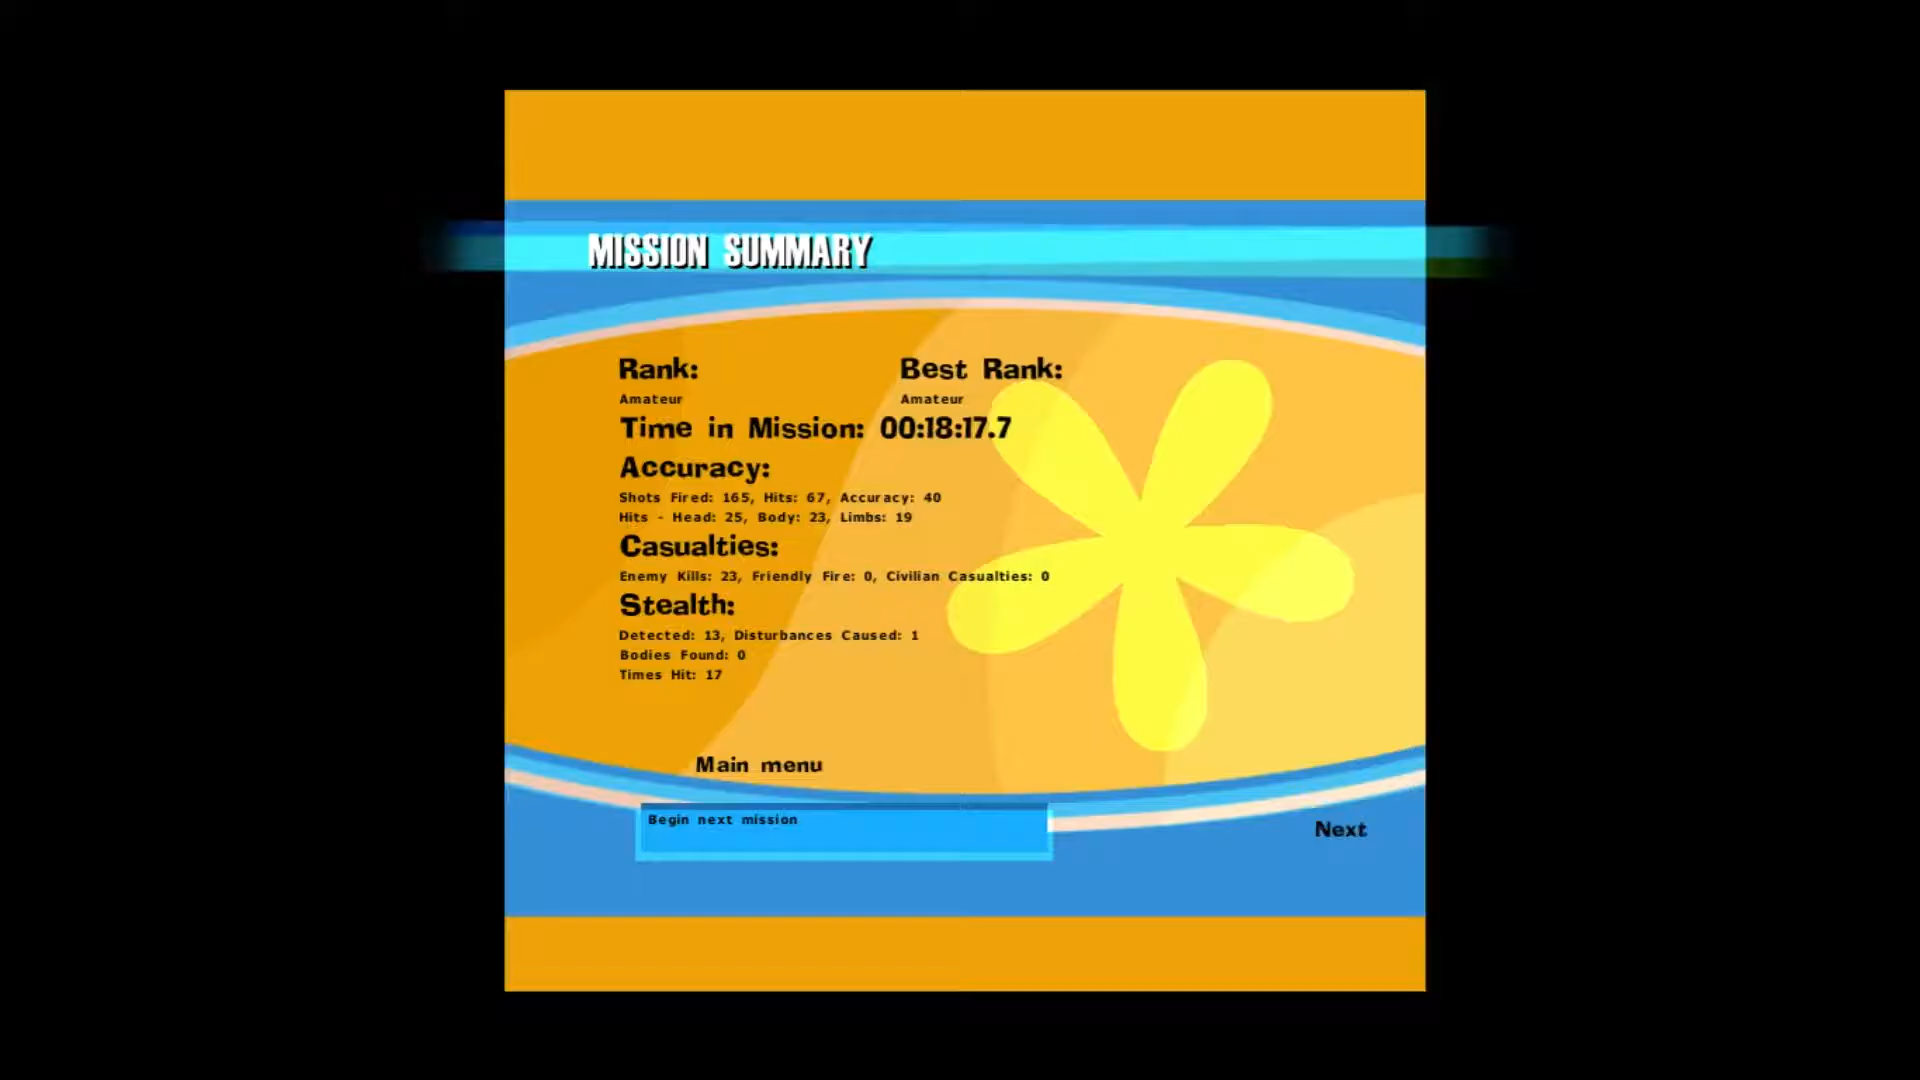 MISSION SUMMARY
Rank: Best Rank:
Amateur Amateur
Time in Mission: 00:18:17.7
Accuracy:
Shots Fired: 165, Hits: 67, Accuracy: 40
Hits - Head: 25, Body: 23, Limbs: 19
Casualties:
Enemy Kills: 23, Friendly Fire: 0, Civilian Casualties: 0
Stealth:
Detected: 13, Disturbances Caused: 1
Bodies Found: 0
Times Hit: 17
Main menu
Begin next mission
Next